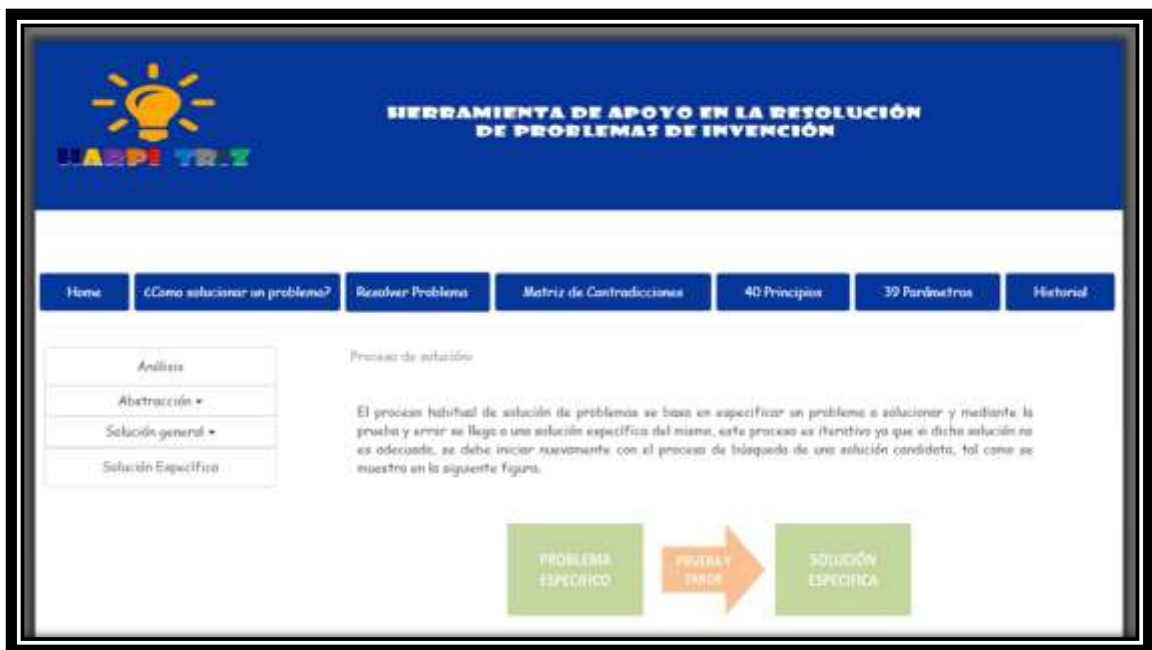 HARPI TRIZ
HERRAMIENTA DE APOYO EN LA RESOLUCIÓN
DE PROBLEMAS DE INVENCIÓN
Home
¿Como solucionar un problema?
Resolver Problema
Matriz de Contradicciones
40 Principios
39 Parámetros
Historial
Análisis
Abstracción
Solución general
Solución Específica
Proceso de solución:
El proceso habitual de solución de problemas se basa en especificar un problema a solucionar y mediante la
prueba y error se llega a una solución específica del mismo, este proceso es iterativo ya que si dicha solución no
es adecuada, se debe iniciar nuevamente con el proceso de búsqueda de una solución candidata, tal como se
muestra en la siguiente figura.
PROBLEMA
ESPECIFICO
PRUEBA Y
ERROR
SOLUCIÓN
ESPECIFICA